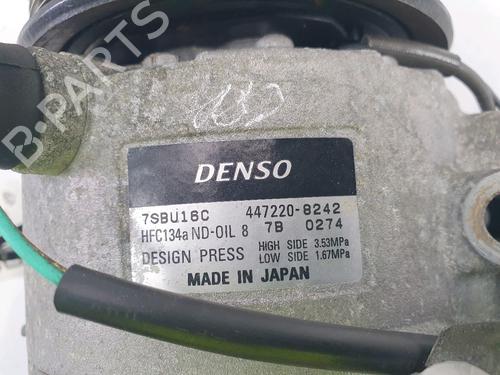 DENSO
7SBU16C 447220-8242
HFC134a ND-OIL 8 7B 0274
DESIGN PRESS HIGH SIDE 3.53MPa
LOW SIDE 1.67MPa
MADE IN JAPAN
B-PARTS